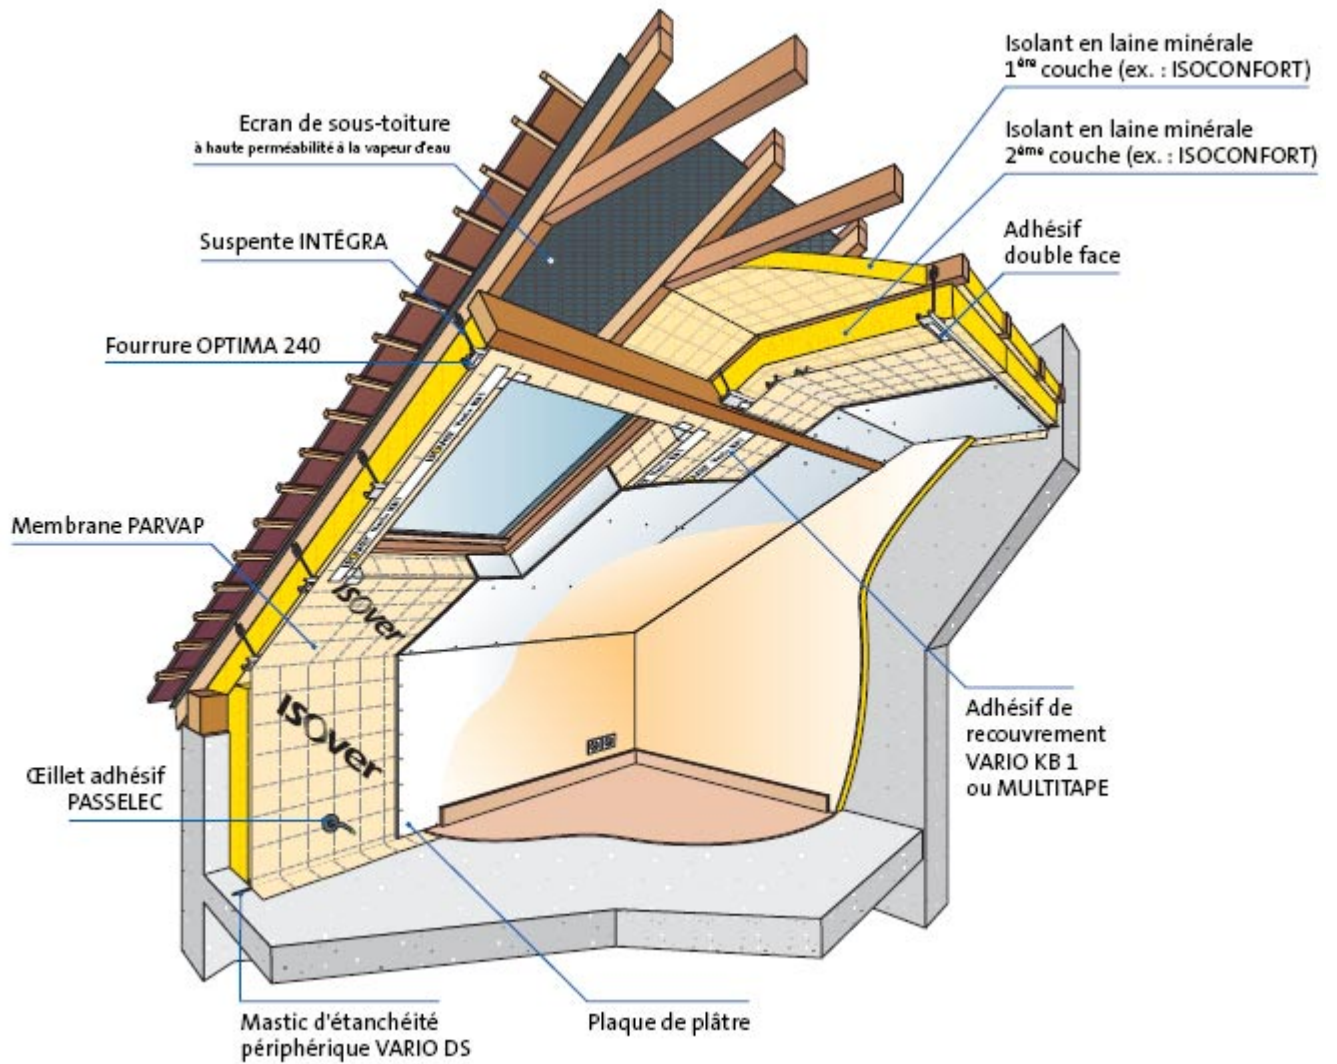 Isolant en laine minérale
1ère couche (ex. : ISOCONFORT)
Isolant en laine minérale
2ème couche (ex. : ISOCONFORT)
Ecran de sous-toiture
à haute perméabilité à la vapeur d'eau
Adhésif
double face
Suspente INTÉGRA
Fourrure OPTIMA 240
Membrane PARVAP
isover
isover
Adhésif de
recouvrement
VARIO KB 1
ou MULTITAPE
Œillet adhésif
PASSELEC
Mastic d'étanchéité
périphérique VARIO DS
Plaque de plâtre